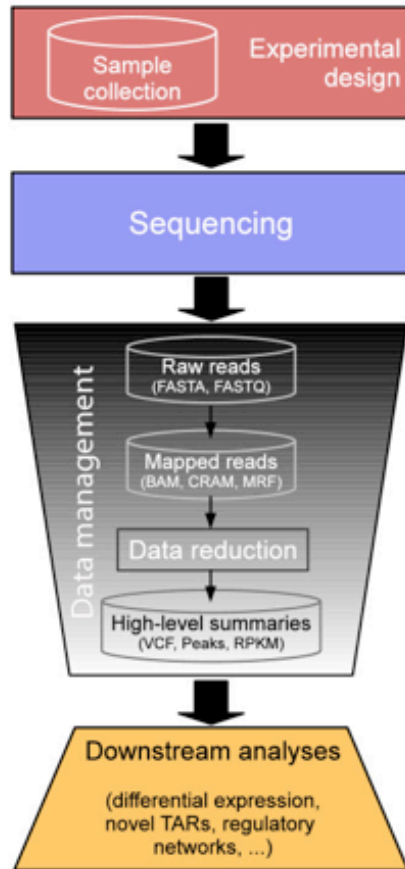 Sample
collection
Experimental
design
Sequencing
Data management
Raw reads
(FASTA, FASTQ)
Mapped reads
(BAM, CRAM, MRF)
Data reduction
High-level summaries
(VCF, Peaks, RPKM)
Downstream analyses
(differential expression,
novel TARs, regulatory
networks, ...)